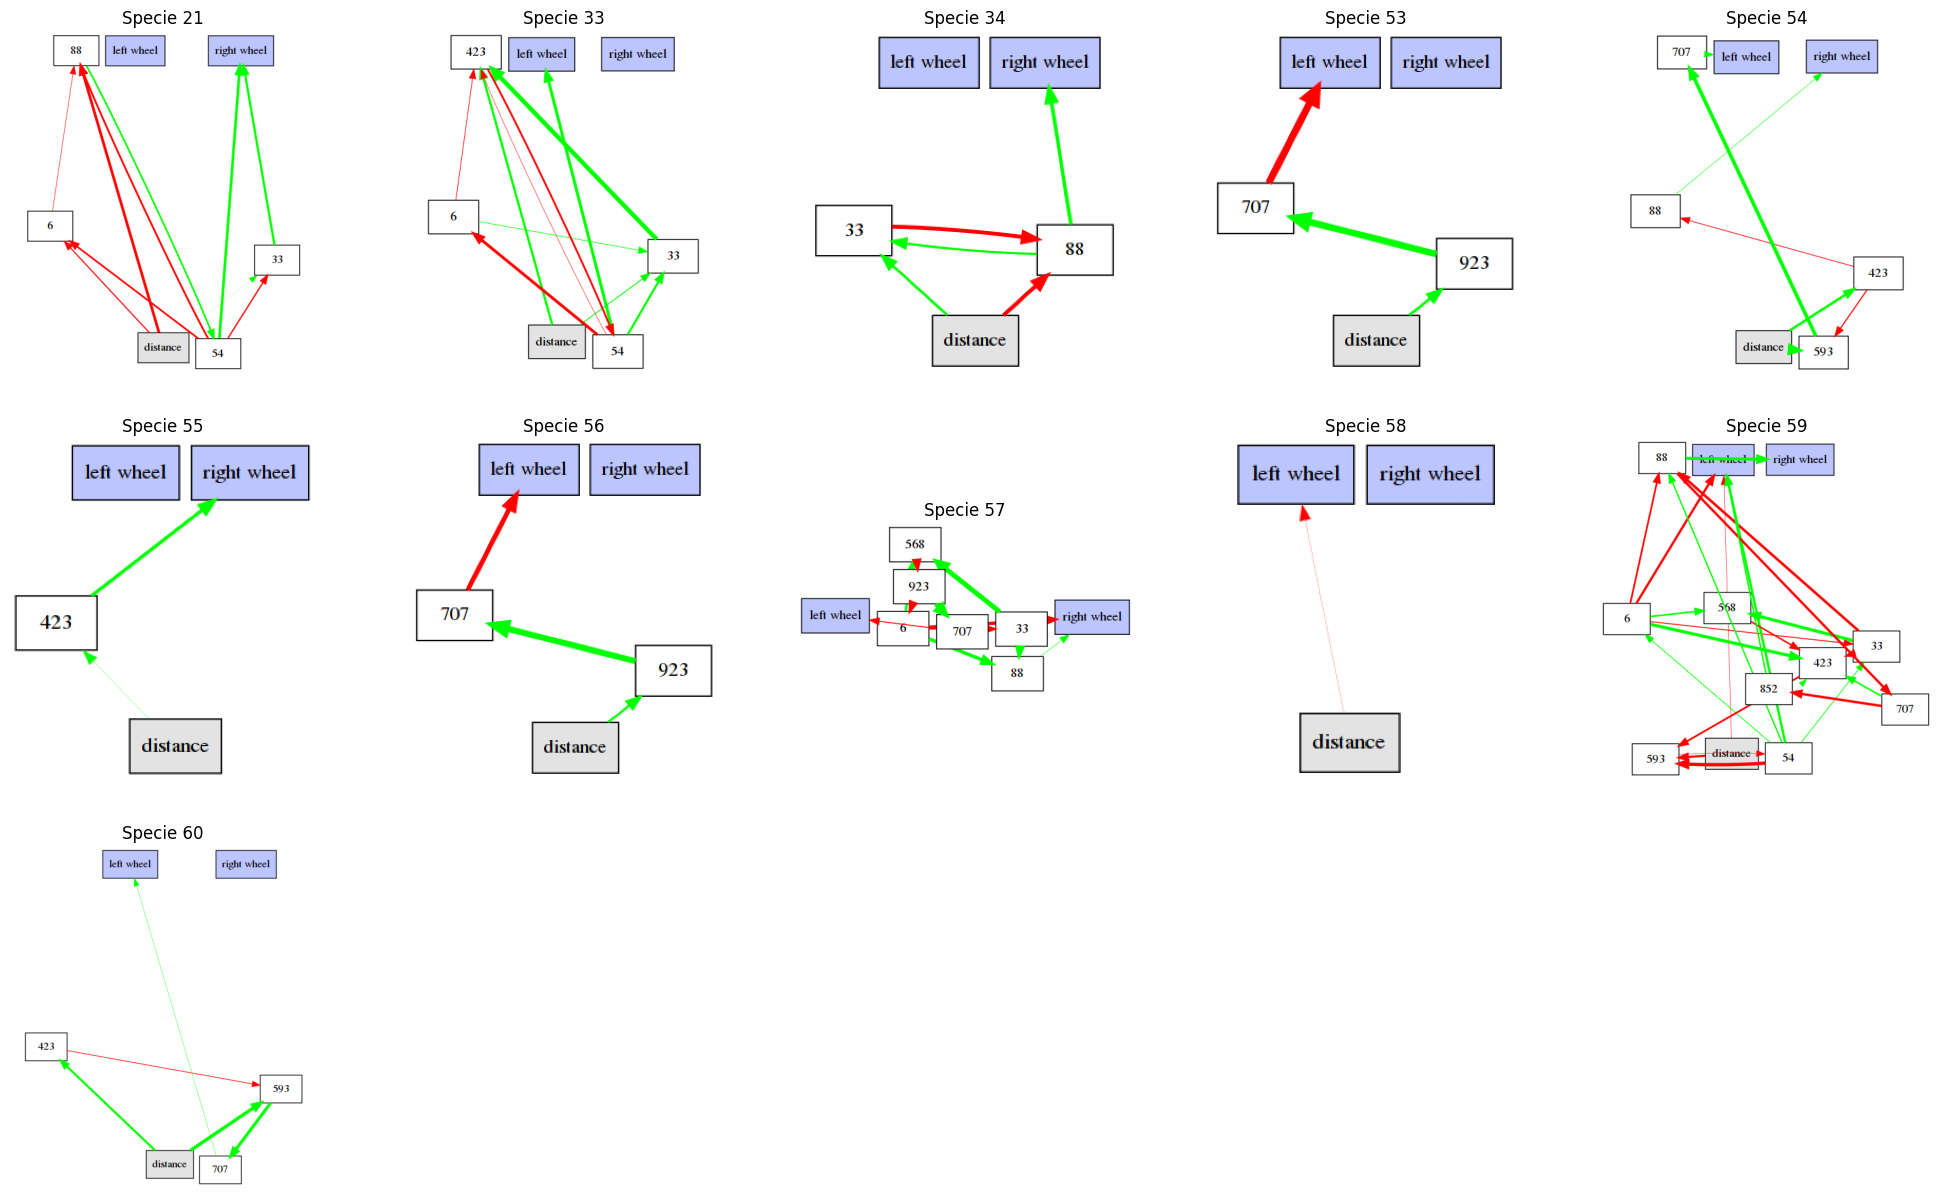 Specie 21
88
left wheel
right wheel
6
33
distance
54
Specie 33
423
left wheel
right wheel
6
33
distance
54
Specie 34
left wheel
right wheel
33
88
distance
Specie 53
left wheel
right wheel
707
923
distance
Specie 54
707
left wheel
right wheel
88
423
distance
593
Specie 55
left wheel
right wheel
423
distance
Specie 56
left wheel
right wheel
707
923
distance
Specie 57
568
923
left wheel
6
707
33
right wheel
88
Specie 58
left wheel
right wheel
distance
Specie 59
88
left wheel
right wheel
568
6
33
423
852
707
593
distance
54
Specie 60
left wheel
right wheel
423
593
distance
707